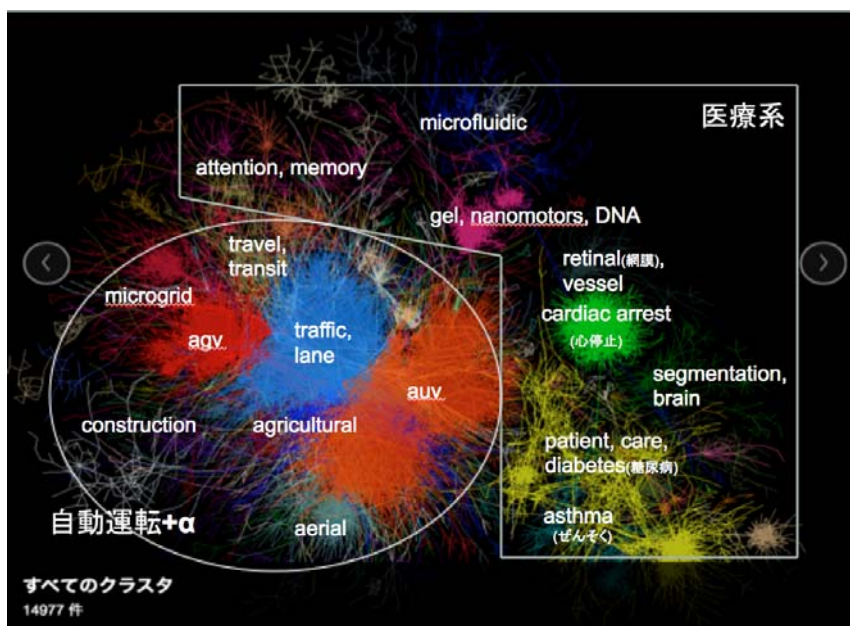 microfluidic
医療系
attention, memory
gel, nanomotors, DNA
travel,
transit
retinal(網膜),
vessel
microgrid
cardiac arrest
(心停止)
agv
traffic,
lane
segmentation,
brain
auv
construction
agricultural
patient, care,
diabetes(糖尿病)
asthma
(ぜんそく)
自動運転+α
aerial
すべてのクラスタ
14977 件